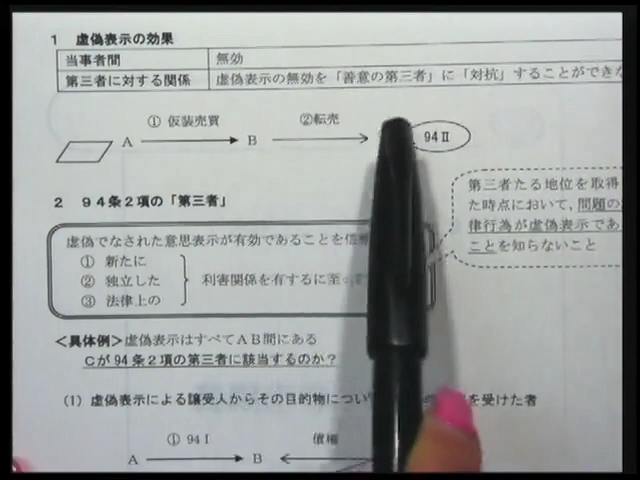 1 虚偽表示の効果
当事者間 無効
第三者に対する関係 虚偽表示の無効を「善意の第三者」に「対抗」することができ
① 仮装売買 ②転売
A B 94Ⅱ
第三者たる地位を取得
た時点において、問題の
律行為が虚偽表示であ
ことを知らないこと
2 94条2項の「第三者」
虚偽でなされた意思表示が有効であることを信
① 新たに
② 独立した 利害関係を有するに至
③ 法律上の
<具体例>虚偽表示はすべてAB間にある
Cが94条2項の第三者に該当するのか?
(1) 虚偽表示による譲受人からその目的物につい を受けた者
① 94Ⅰ 債権
A B